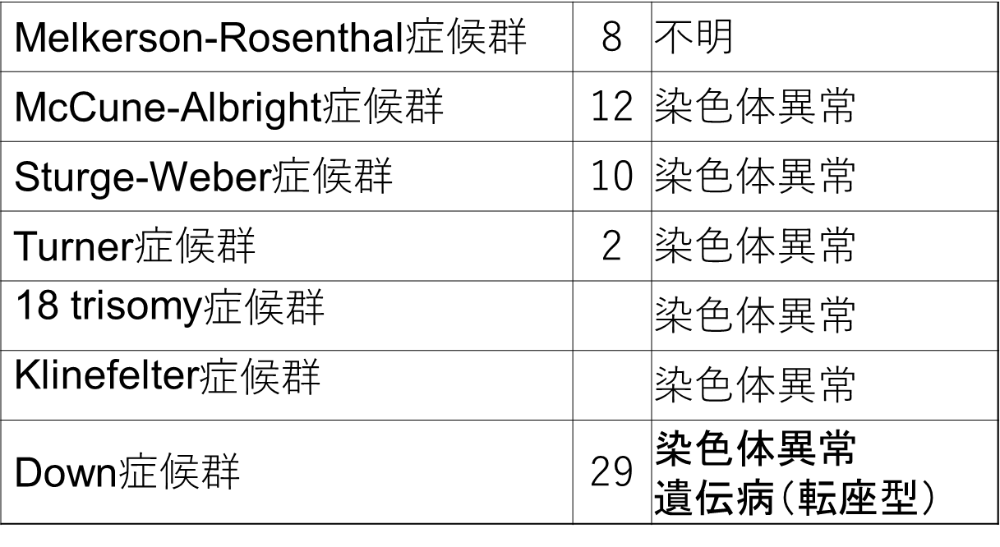 Melkerson-Rosenthal症候群 8 不明
McCune-Albright症候群 12 染色体異常
Sturge-Weber症候群 10 染色体異常
Turner症候群 2 染色体異常
18 trisomy症候群 染色体異常
Klinefelter症候群 染色体異常
Down症候群 29 染色体異常
遺伝病(転座型)